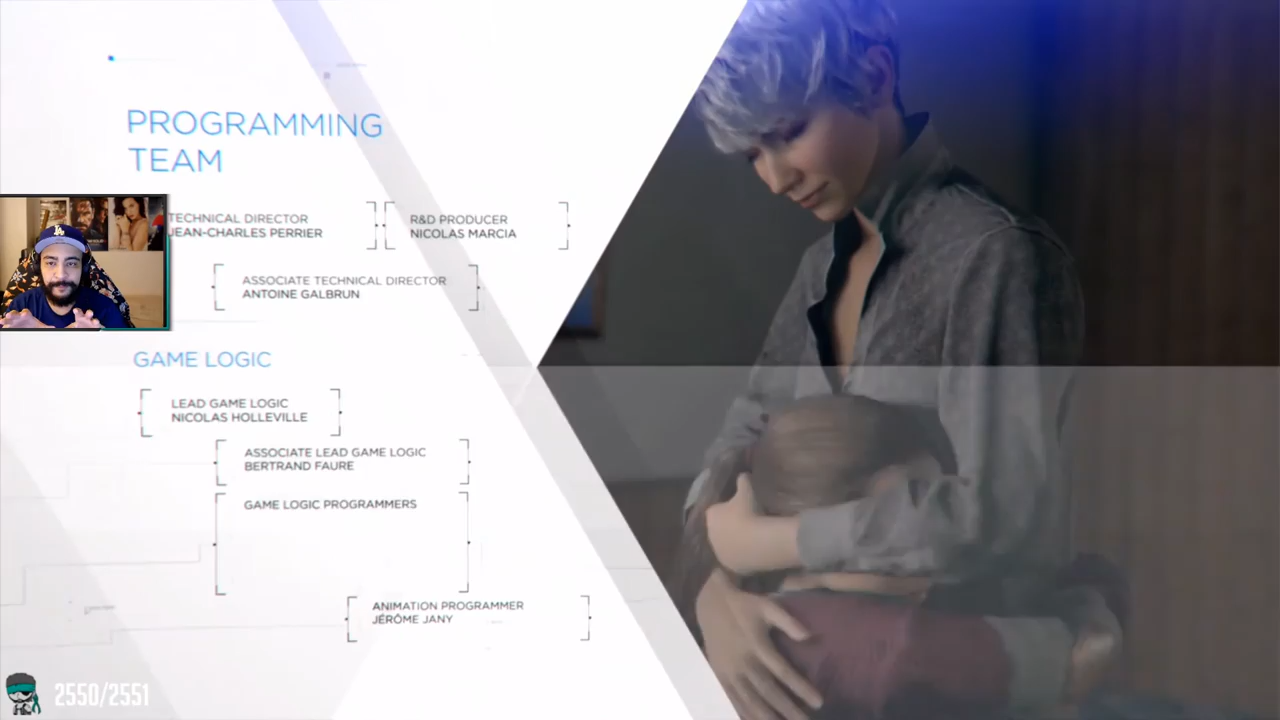 PROGRAMMING
TEAM
TECHNICAL DIRECTOR
JEAN-CHARLES PERRIER
R&D PRODUCER
NICOLAS MARCIA
ASSOCIATE TECHNICAL DIRECTOR
ANTOINE GALBRUN
GAME LOGIC
LEAD GAME LOGIC
NICOLAS HOLLEVILLE
ASSOCIATE LEAD GAME LOGIC
BERTRAND FAURE
GAME LOGIC PROGRAMMERS
ANIMATION PROGRAMMER
JÉRÔME JANY
2550/2551